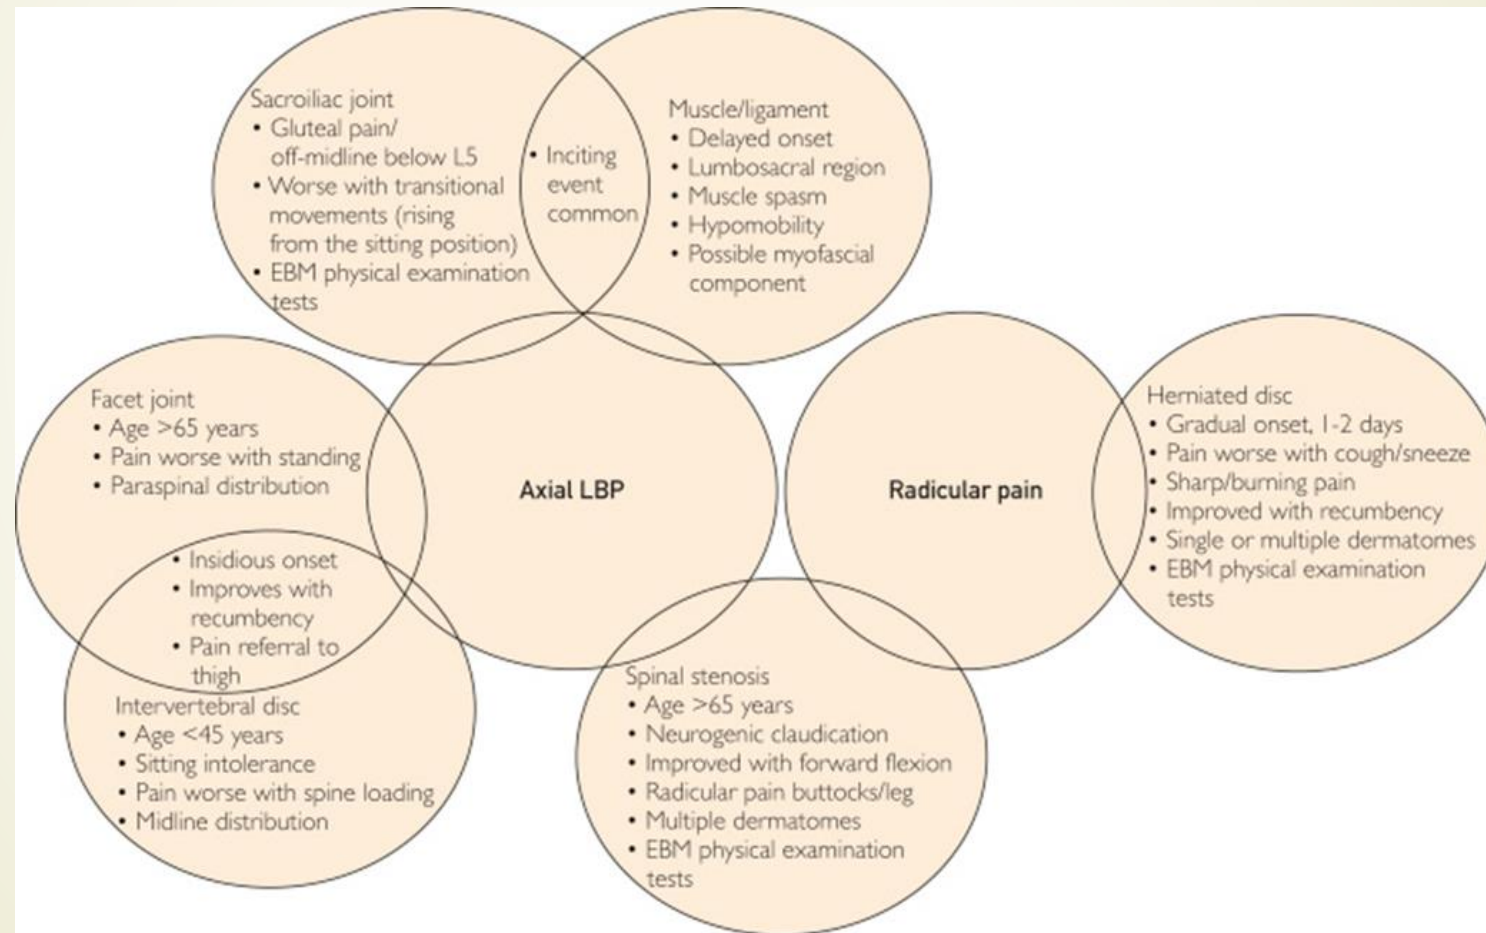 Sacroiliac joint
• Gluteal pain/
off-midline below L5
• Worse with transitional
movements (rising
from the sitting position)
• EBM physical examination
tests
• Inciting
event
common
Muscle/ligament
• Delayed onset
• Lumbosacral region
• Muscle spasm
• Hypomobility
• Possible myofascial
component
Facet joint
• Age >65 years
• Pain worse with standing
• Paraspinal distribution
• Insidious onset
• Improves with
recumbency
• Pain referral to
thigh
Intervertebral disc
• Age <45 years
• Sitting intolerance
• Pain worse with spine loading
• Midline distribution
Axial LBP
Radicular pain
Spinal stenosis
• Age >65 years
• Neurogenic claudication
• Improved with forward flexion
• Radicular pain buttocks/leg
• Multiple dermatomes
• EBM physical examination
tests
Herniated disc
• Gradual onset, 1-2 days
• Pain worse with cough/sneeze
• Sharp/burning pain
• Improved with recumbency
• Single or multiple dermatomes
• EBM physical examination
tests